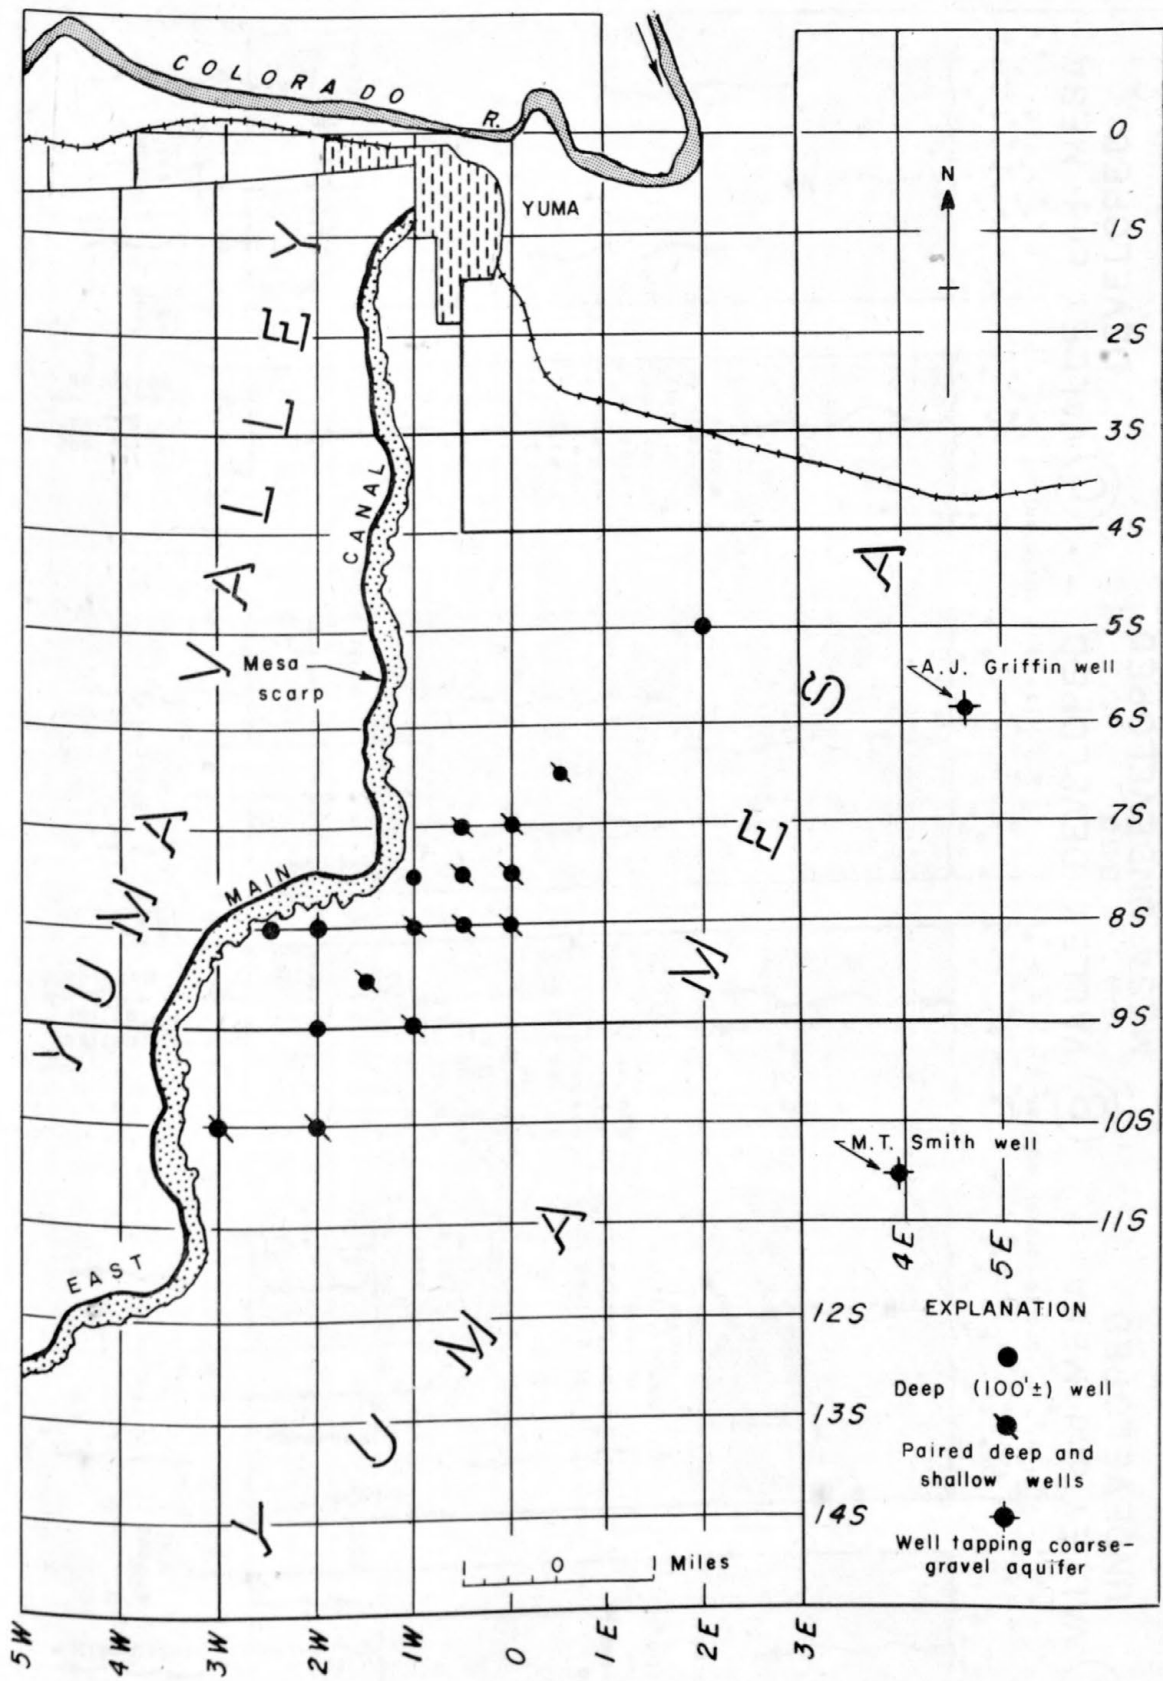 COLORADO R.
0
N
YUMA
1S
2S
3S
4S
5S
6S
7S
8S
9S
10S
11S
12S
13S
14S
YUMA VALLEY
YUMA MESA
EAST MAIN CANAL
Mesa
scarp
A.J. Griffin well
M.T. Smith well
4E
5E
EXPLANATION
Deep (100'±) well
Paired deep and
shallow wells
Well tapping coarse-
gravel aquifer
1 0 1 Miles
5W
4W
3W
2W
1W
0
1E
2E
3E